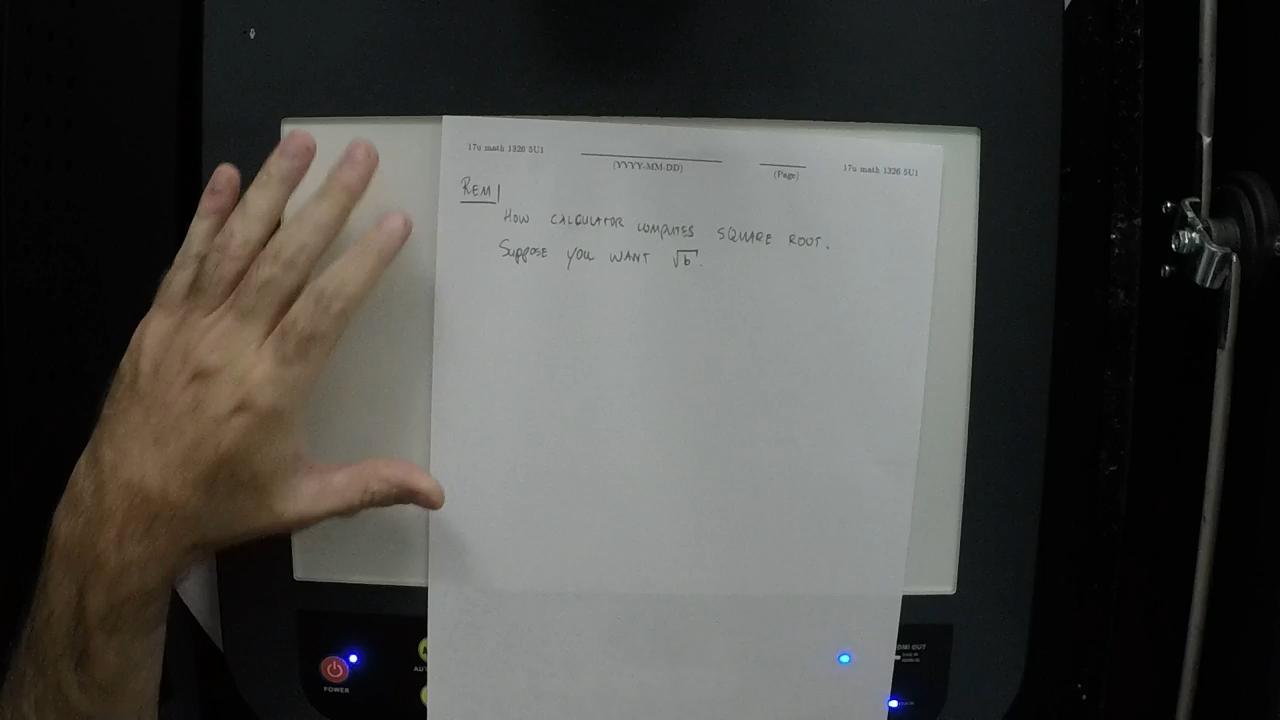 17u math 1326 5U1
(YYYY-MM-DD)
(Page)
17u math 1326 5U1
REM
HOW CALCULATOR COMPUTES SQUARE ROOT.
SUPPOSE YOU WANT √b.
POWER